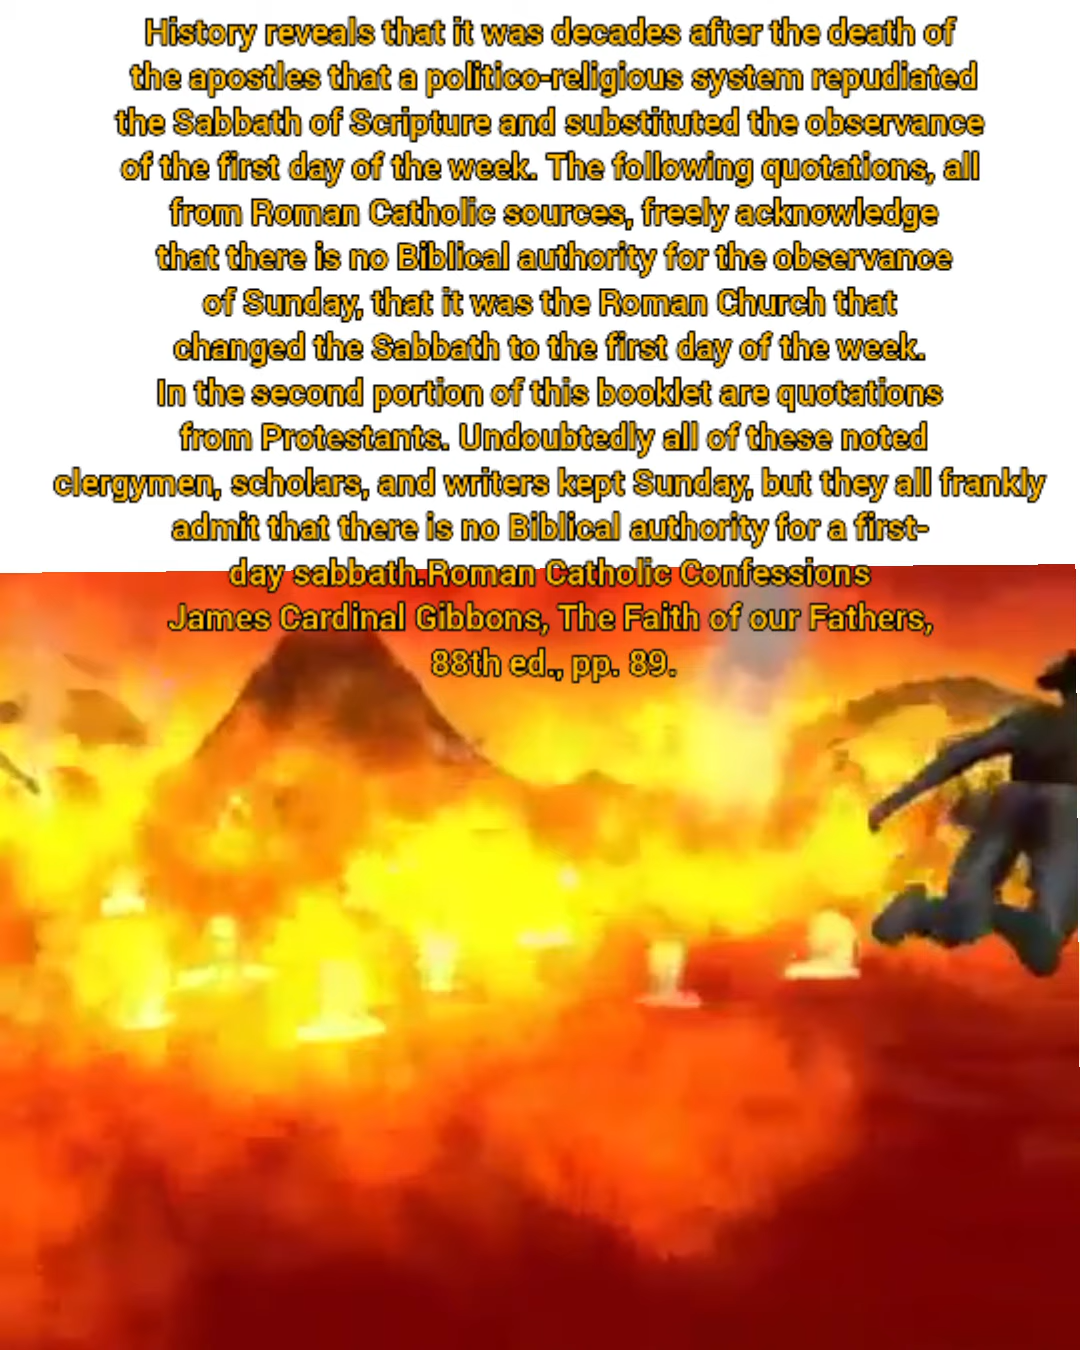 History reveals that it was decades after the death of
the apostles that a politico-religious system repudiated
the Sabbath of Scripture and substituted the observance
of the first day of the week. The following quotations, all
from Roman Catholic sources, freely acknowledge
that there is no Biblical authority for the observance
of Sunday, that it was the Roman Church that
changed the Sabbath to the first day of the week.
In the second portion of this booklet are quotations
from Protestants. Undoubtedly all of these noted
clergymen, scholars, and writers kept Sunday, but they all frankly
admit that there is no Biblical authority for a first-
day sabbath.Roman Catholic Confessions
James Cardinal Gibbons, The Faith of our Fathers,
88th ed., pp. 89.